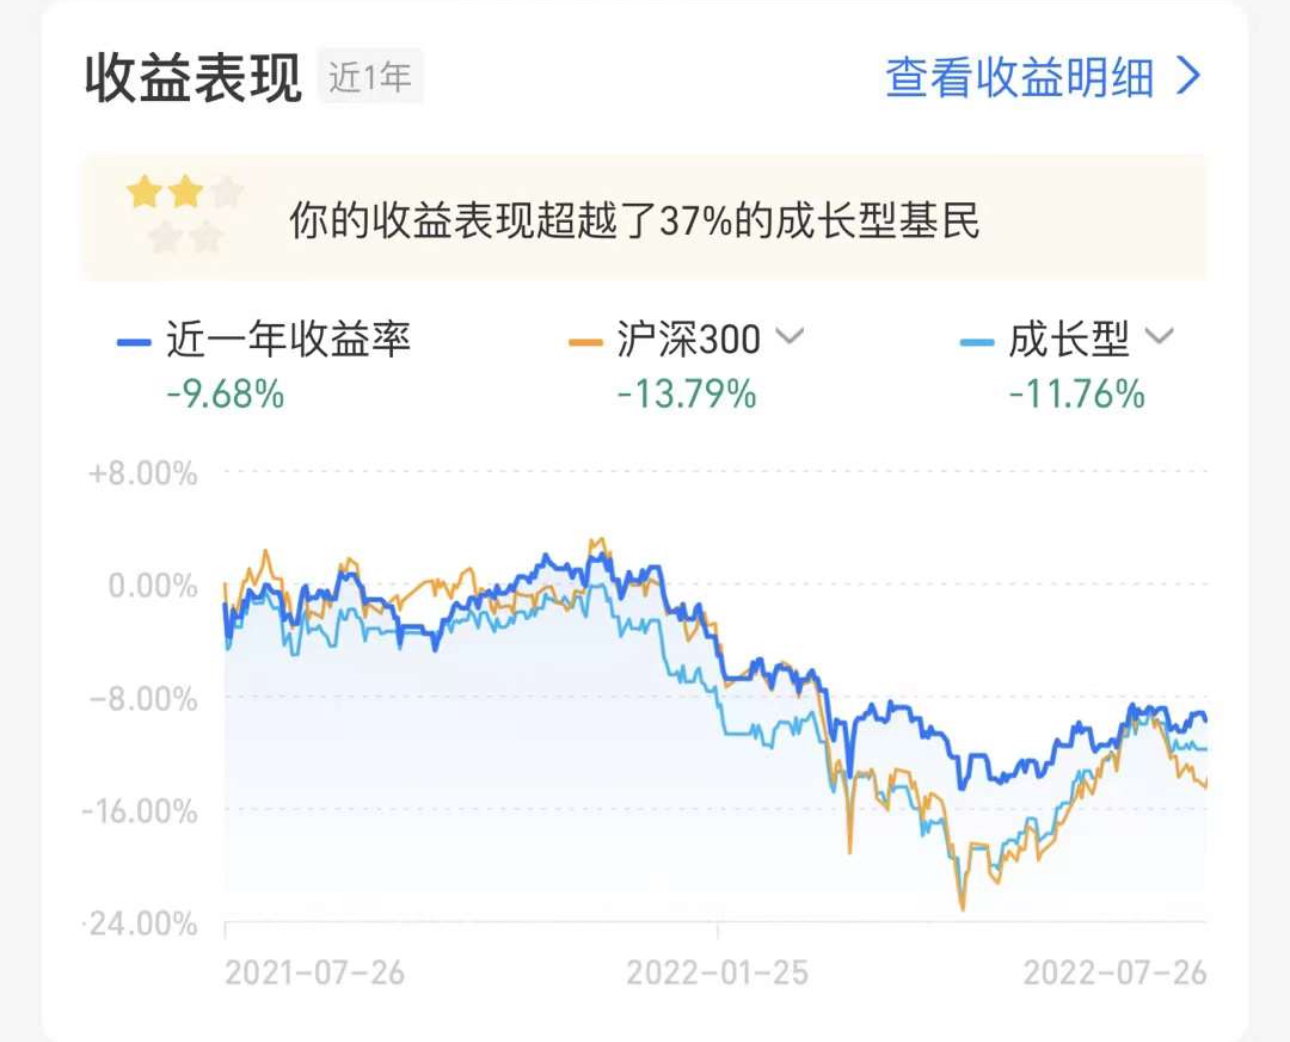 收益表现 近1年 查看收益明细
你的收益表现超越了37%的成长型基民
近一年收益率 沪深300 成长型
-9.68% -13.79% -11.76%
+8.00%
0.00%
-8.00%
-16.00%
-24.00%
2021-07-26 2022-01-25 2022-07-26